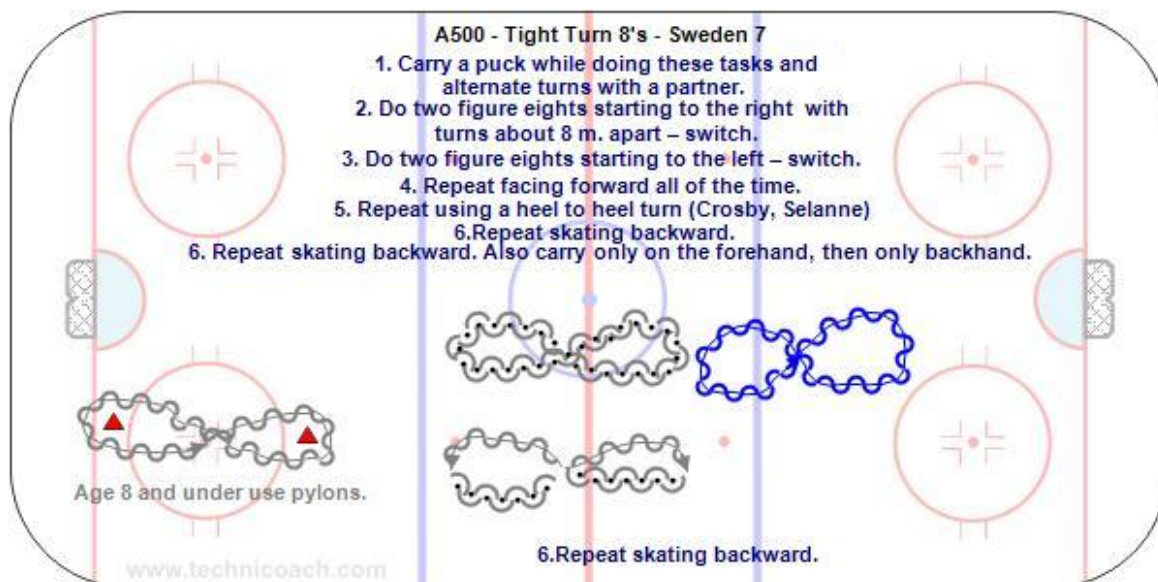 A500 - Tight Turn 8's - Sweden 7
1. Carry a puck while doing these tasks and
alternate turns with a partner.
2. Do two figure eights starting to the right with
turns about 8 m. apart – switch.
3. Do two figure eights starting to the left – switch.
4. Repeat facing forward all of the time.
5. Repeat using a heel to heel turn (Crosby, Selanne)
6.Repeat skating backward.
6. Repeat skating backward. Also carry only on the forehand, then only backhand.
Age 8 and under use pylons.
6.Repeat skating backward.
www.technicoach.com